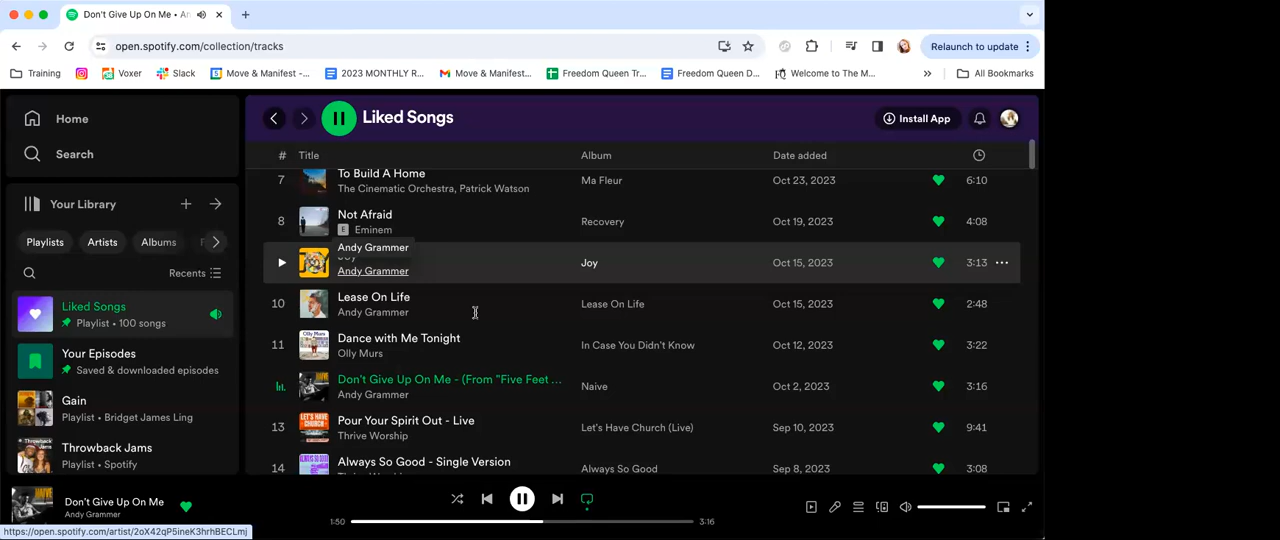 Don't Give Up On Me • An
open.spotify.com/collection/tracks
Relaunch to update
Training
Voxer
Slack
Move & Manifest -...
2023 MONTHLY R...
Move & Manifest...
Freedom Queen Tr...
Freedom Queen D...
Welcome to The M...
All Bookmarks
Home
Search
Your Library
Playlists
Artists
Albums
Recents
Liked Songs
Playlist • 100 songs
Your Episodes
Saved & downloaded episodes
Gain
Playlist • Bridget James Ling
Throwback Jams
Playlist • Spotify
Liked Songs
Install App
# Title Album Date added
7 To Build A Home Ma Fleur Oct 23, 2023 6:10
The Cinematic Orchestra, Patrick Watson
8 Not Afraid Recovery Oct 19, 2023 4:08
E Eminem
Andy Grammer
Joy Joy Oct 15, 2023 3:13
Andy Grammer
10 Lease On Life Lease On Life Oct 15, 2023 2:48
Andy Grammer
11 Dance with Me Tonight In Case You Didn't Know Oct 12, 2023 3:22
Olly Murs
Don't Give Up On Me - (From "Five Feet ... Naive Oct 2, 2023 3:16
Andy Grammer
13 Pour Your Spirit Out - Live Let's Have Church (Live) Sep 10, 2023 9:41
Thrive Worship
14 Always So Good - Single Version Always So Good Sep 8, 2023 3:08
Don't Give Up On Me
Andy Grammer
1:50 3:16
https://open.spotify.com/artist/2oX42qP5ineK3hrhBECLmj